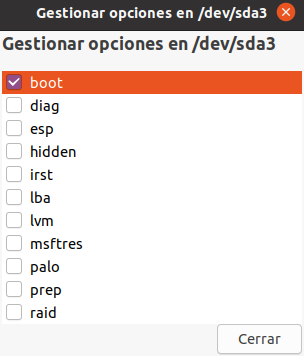 Gestionar opciones en /dev/sda3
Gestionar opciones en /dev/sda3
boot
diag
esp
hidden
irst
lba
lvm
msftres
palo
prep
raid
Cerrar